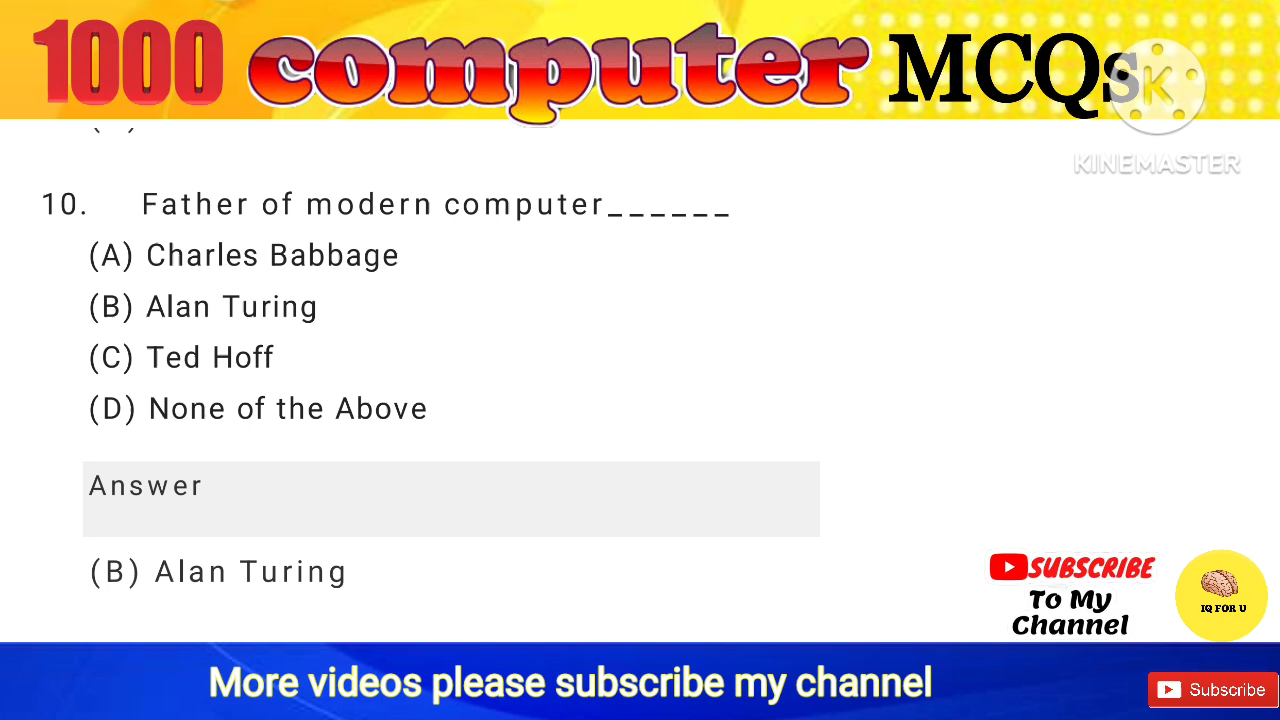 1000 computer MCQs
KINEMASTER
10. Father of modern computer______
(A) Charles Babbage
(B) Alan Turing
(C) Ted Hoff
(D) None of the Above
Answer
(B) Alan Turing
SUBSCRIBE
To My
Channel
IQ FOR U
More videos please subscribe my channel
Subscribe